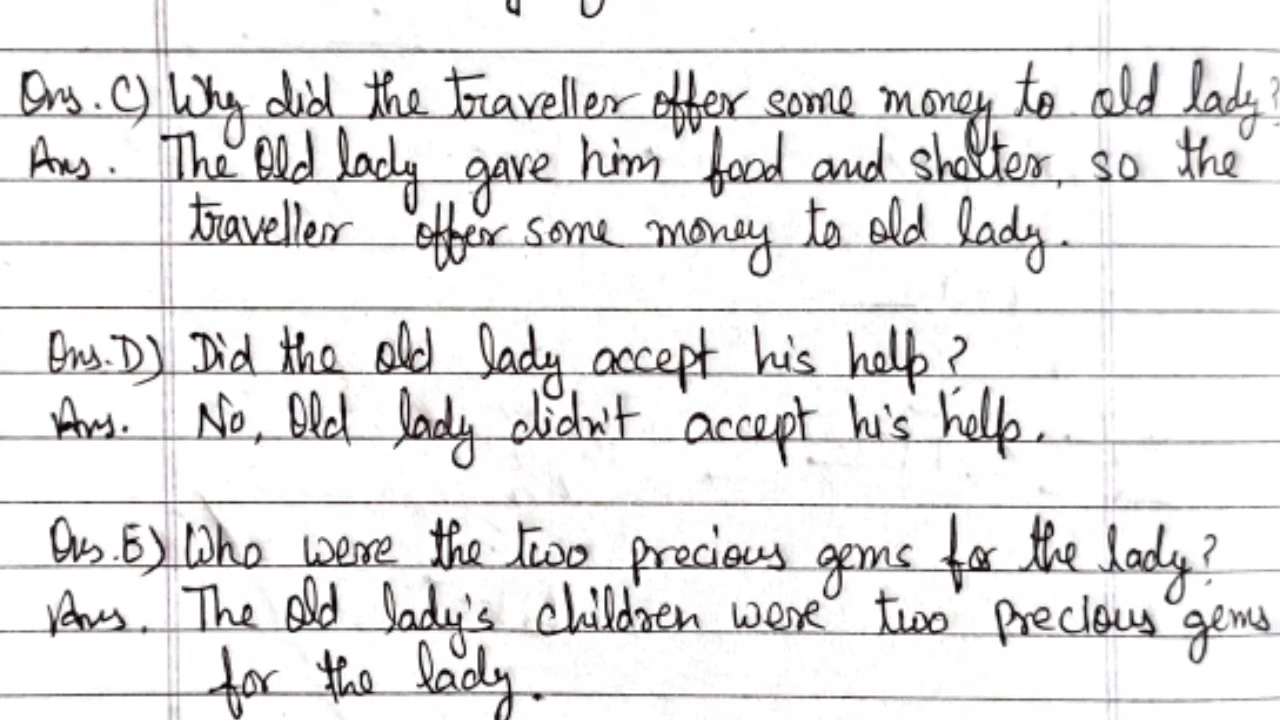 Qns. C) Why did the traveller offer some money to old lady?
Ans. The Old lady gave him food and shelter, so the
traveller offer some money to old lady.
Qns. D) Did the old lady accept his help?
Ans. No, Old lady didn't accept his help.
Qns. E) Who were the two precious gems for the lady?
Ans. The old lady's children were two precious gems
for the lady.